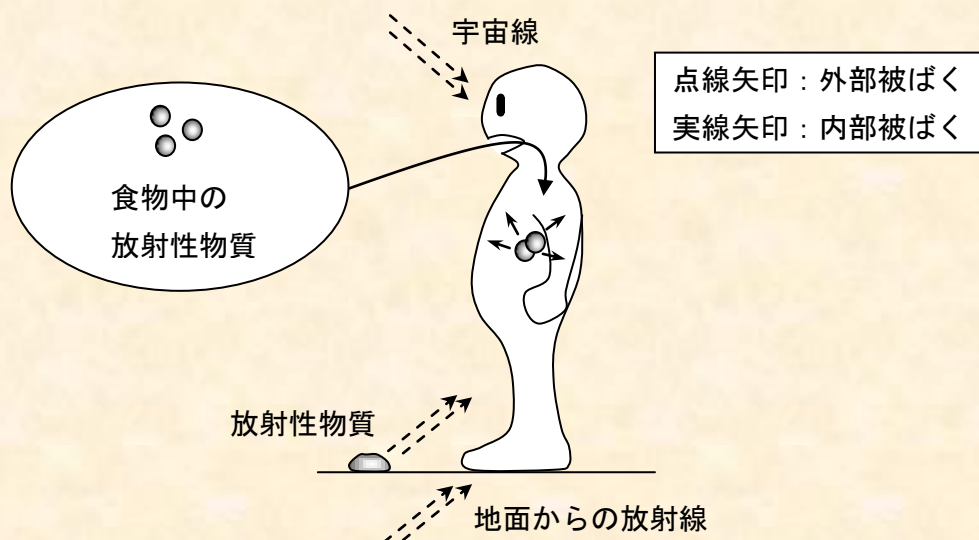 宇宙線
点線矢印：外部被ばく
実線矢印：内部被ばく
食物中の
放射性物質
放射性物質
地面からの放射線